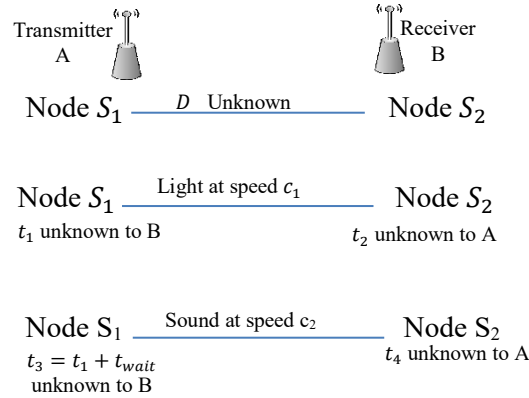 Transmitter
A
Receiver
B
Node S₁ D Unknown Node S₂
Light at speed c₁
Node S₁ Node S₂
t₁ unknown to B t₂ unknown to A
Sound at speed c₂
Node S₁ Node S₂
t₃ = t₁ + t_wait
unknown to B
t₄ unknown to A